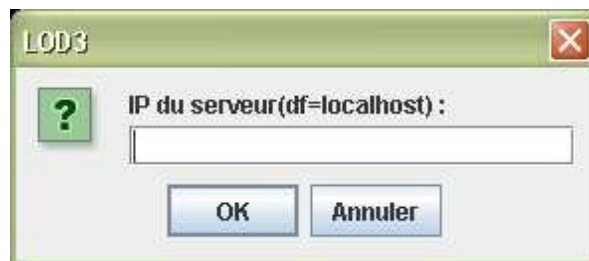 LOD3
?
IP du serveur(df=localhost) :
OK
Annuler